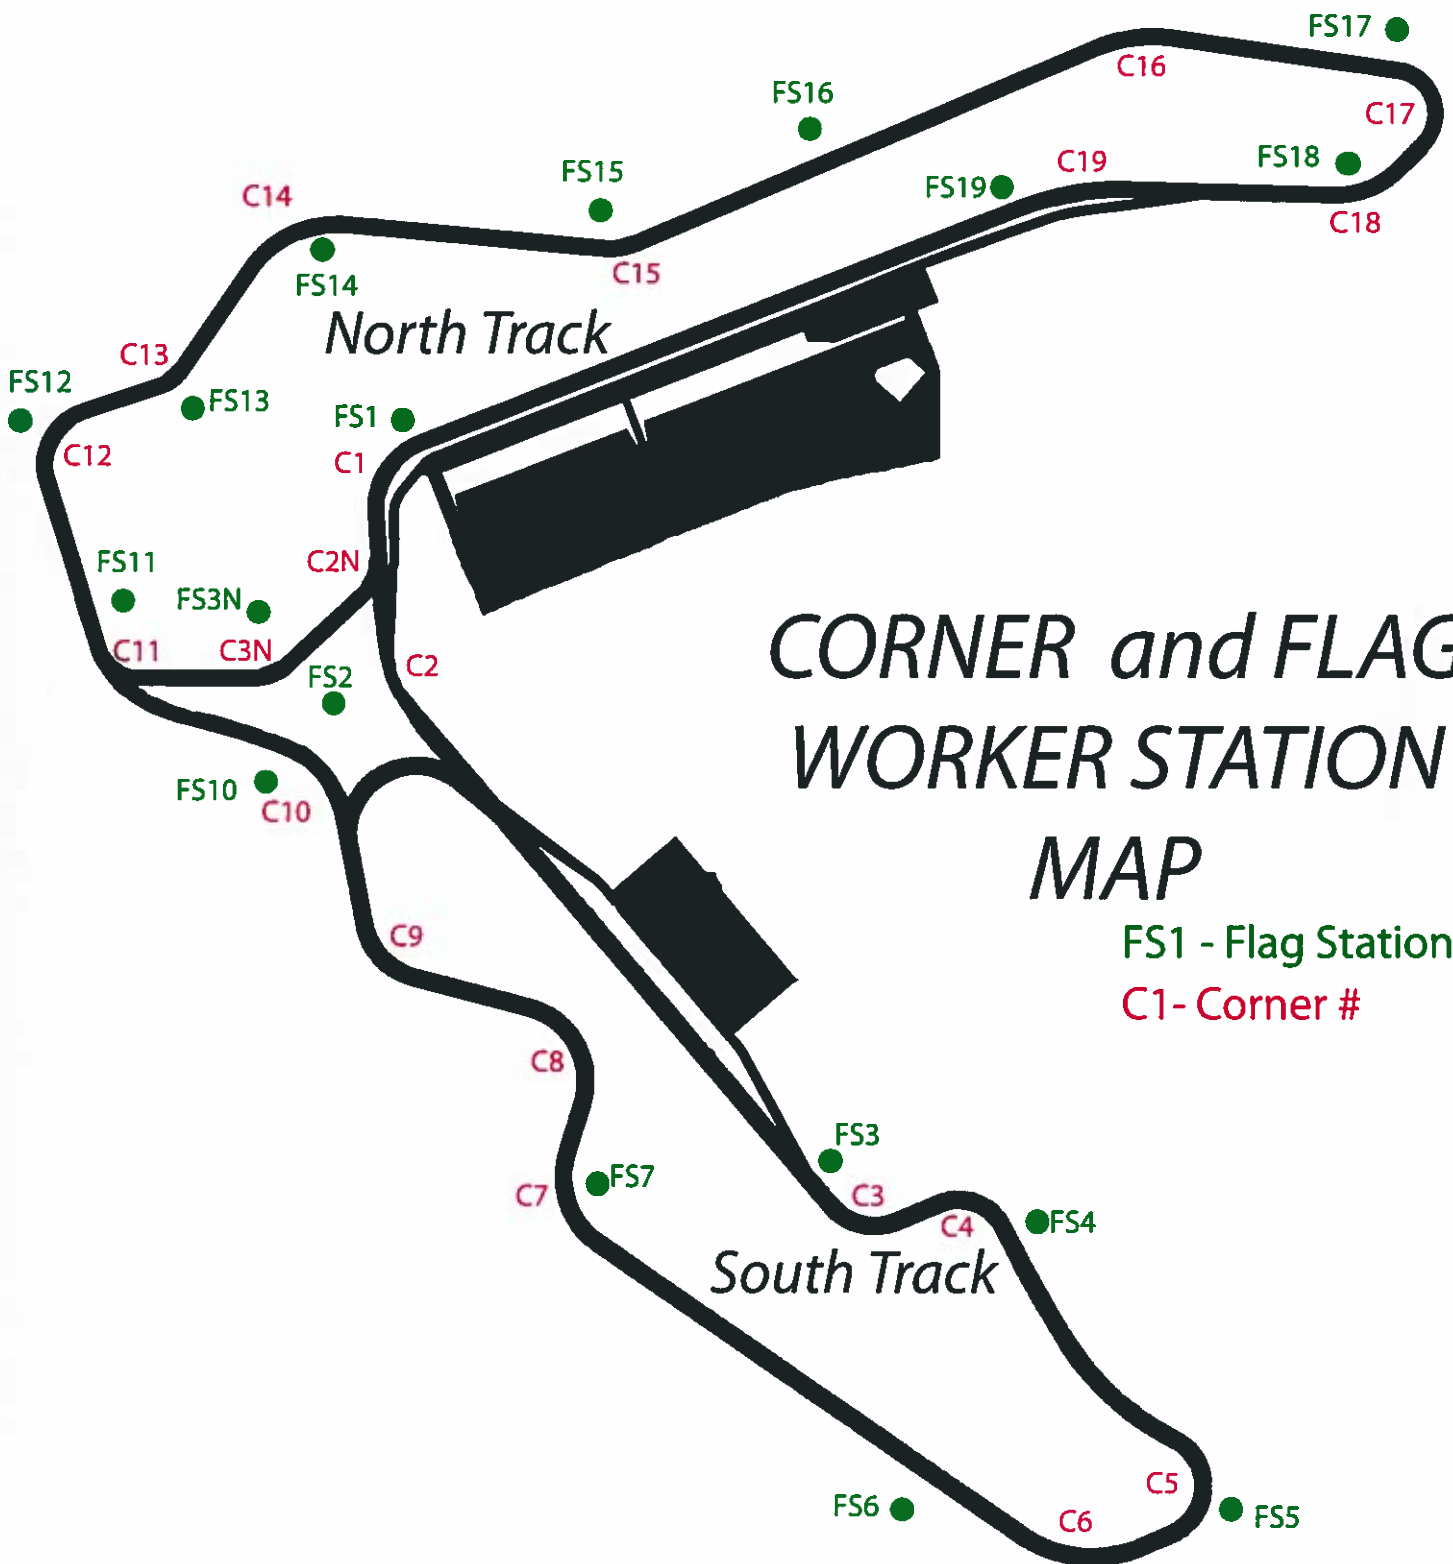 FS17
C16
FS16
C17
FS18
C19
FS15
FS19
C14
C18
C15
FS14
North Track
C13
FS12
FS13
FS1
C12
C1
FS11
C2N
FS3N
C11
C3N
C2
FS2
CORNER and FLAG
WORKER STATION
MAP
FS10
C10
C9
FS1 - Flag Station
C1- Corner #
C8
FS3
FS7
C7
C3
C4
FS4
South Track
C5
FS6
C6
FS5